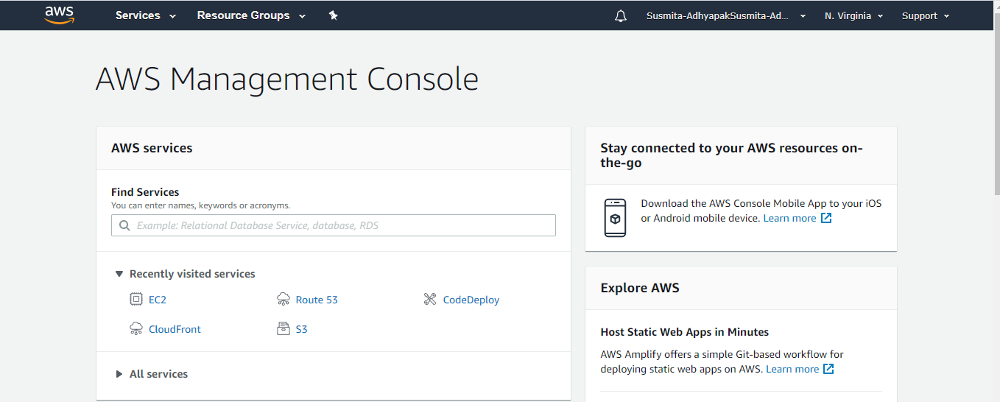 aws
Services
Resource Groups
Susmita-AdhyapakSusmita-Ad...
N. Virginia
Support
AWS Management Console
AWS services
Find Services
You can enter names, keywords or acronyms.
Example: Relational Database Service, database, RDS
Recently visited services
EC2
Route 53
CodeDeploy
CloudFront
S3
All services
Stay connected to your AWS resources on-
the-go
Download the AWS Console Mobile App to your iOS
or Android mobile device. Learn more
Explore AWS
Host Static Web Apps in Minutes
AWS Amplify offers a simple Git-based workflow for
deploying static web apps on AWS. Learn more